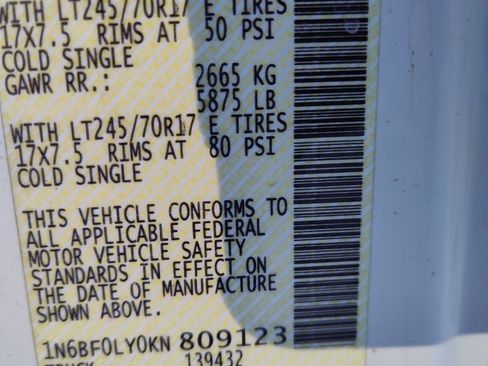 WITH LT245/70R17 E TIRES
17X7.5 RIMS AT 50 PSI
COLD SINGLE
GAWR RR.: 2665 KG
5875 LB
WITH LT245/70R17 E TIRES
17X7.5 RIMS AT 80 PSI
COLD SINGLE
THIS VEHICLE CONFORMS TO
ALL APPLICABLE FEDERAL
MOTOR VEHICLE SAFETY
STANDARDS IN EFFECT ON
THE DATE OF MANUFACTURE
SHOWN ABOVE.
1N6BF0LY0KN 809123
TRUCK 139432